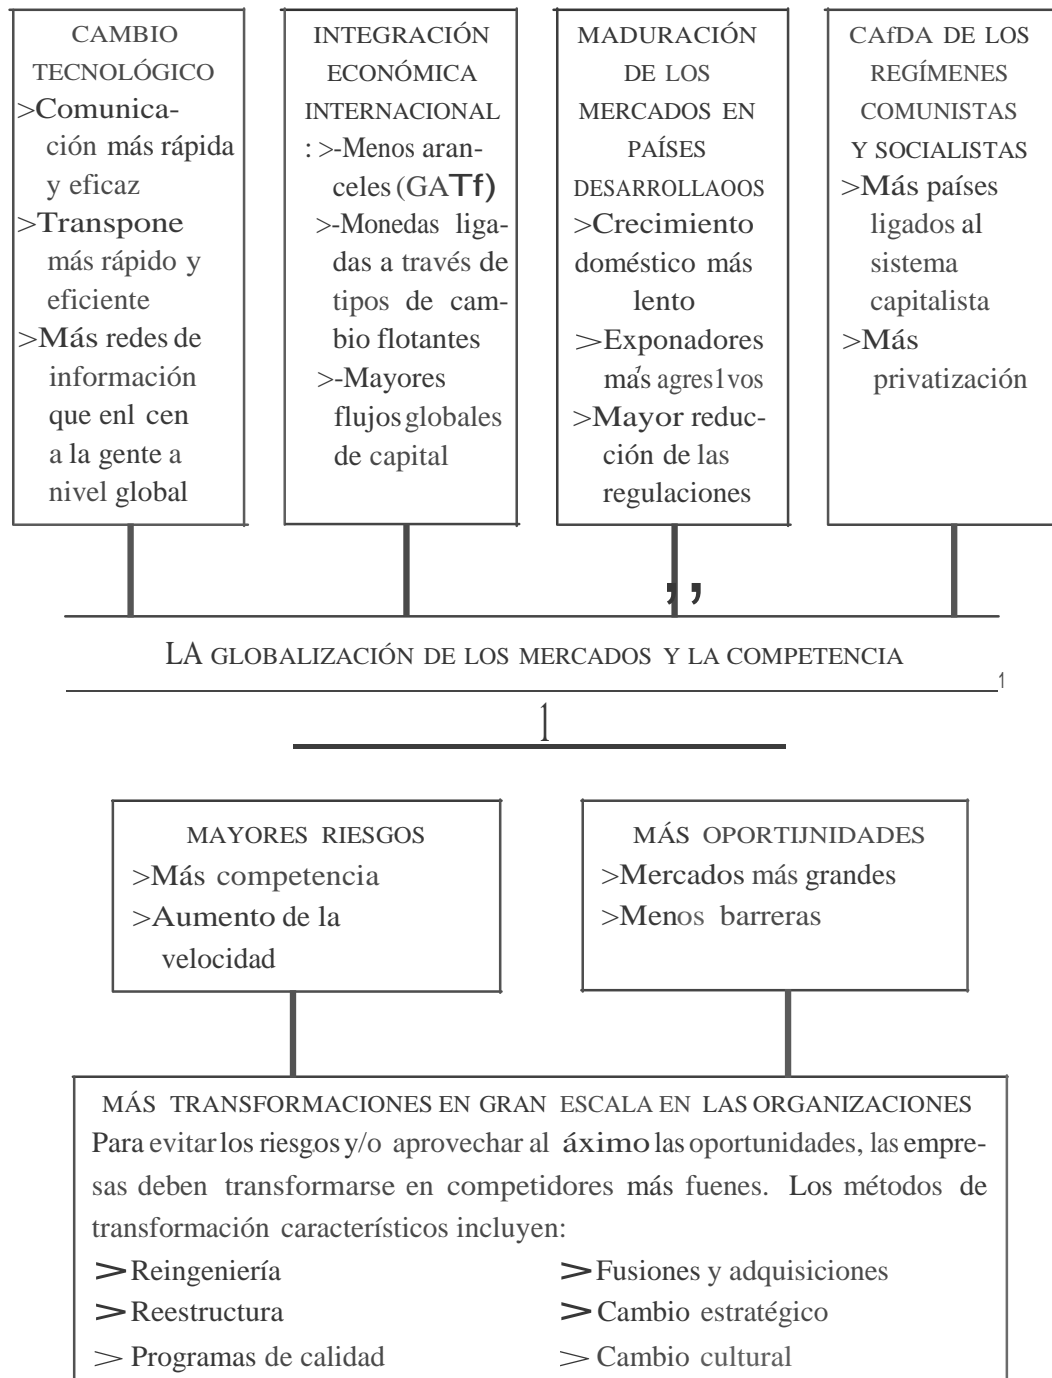 CAMBIO
TECNOLÓGICO
>Comunica-
ción más rápida
y eficaz
>Transpone
más rápido y
eficiente
>Más redes de
información
que enl cen
a la gente a
nivel global
INTEGRACIÓN
ECONÓMICA
INTERNACIONAL
: >-Menos aran-
celes (GATf)
>-Monedas liga-
das a través de
tipos de cam-
bio flotantes
>-Mayores
flujos globales
de capital
MADURACIÓN
DE LOS
MERCADOS EN
PAÍSES
DESARROLLAOOS
>Crecimiento
doméstico más
lento
>Exponadores
más agres1vos
>Mayor reduc-
ción de las
regulaciones
CAfDA DE LOS
REGÍMENES
COMUNISTAS
Y SOCIALISTAS
>Más países
ligados al
sistema
capitalista
>Más
privatización
,,
LA GLOBALIZACIÓN DE LOS MERCADOS Y LA COMPETENCIA
1
1
MAYORES RIESGOS
>Más competencia
>Aumento de la
velocidad
MÁS OPORTIJNIDADES
>Mercados más grandes
>Menos barreras
MÁS TRANSFORMACIONES EN GRAN ESCALA EN LAS ORGANIZACIONES
Para evitar los riesgos y/o aprovechar al áximo las oportunidades, las empre-
sas deben transformarse en competidores más fuenes. Los métodos de
transformación característicos incluyen:
>Reingeniería
>Reestructura
> Programas de calidad
>Fusiones y adquisiciones
>Cambio estratégico
> Cambio cultural